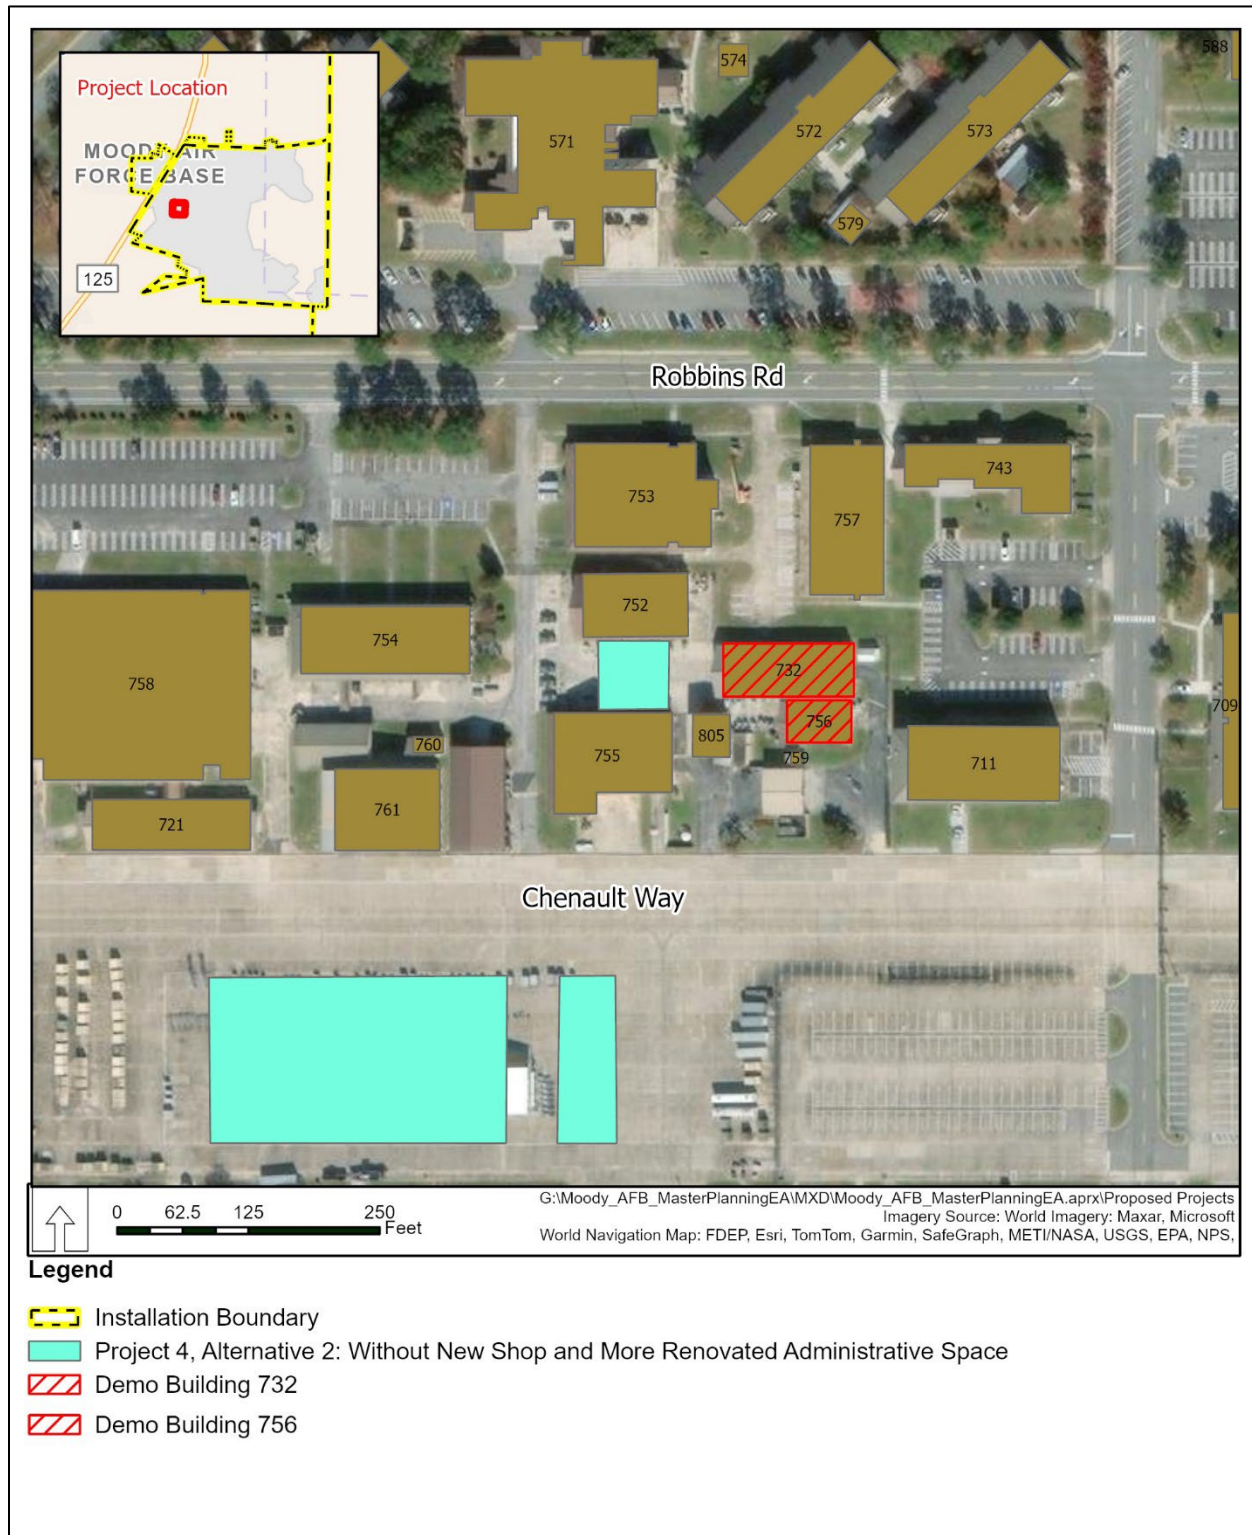 Project Location
MOODY AIR
FORCE BASE
125
574
588
571
572
573
579
Robbins Rd
753
757
743
752
754
758
732
709
756
805
755
760
759
711
761
721
Chenault Way
0 62.5 125 250
Feet
G:\Moody_AFB_MasterPlanningEA\MXD\Moody_AFB_MasterPlanningEA.aprx\Proposed Projects
Imagery Source: World Imagery: Maxar, Microsoft
World Navigation Map: FDEP, Esri, TomTom, Garmin, SafeGraph, METI/NASA, USGS, EPA, NPS,
Legend
Installation Boundary
Project 4, Alternative 2: Without New Shop and More Renovated Administrative Space
Demo Building 732
Demo Building 756